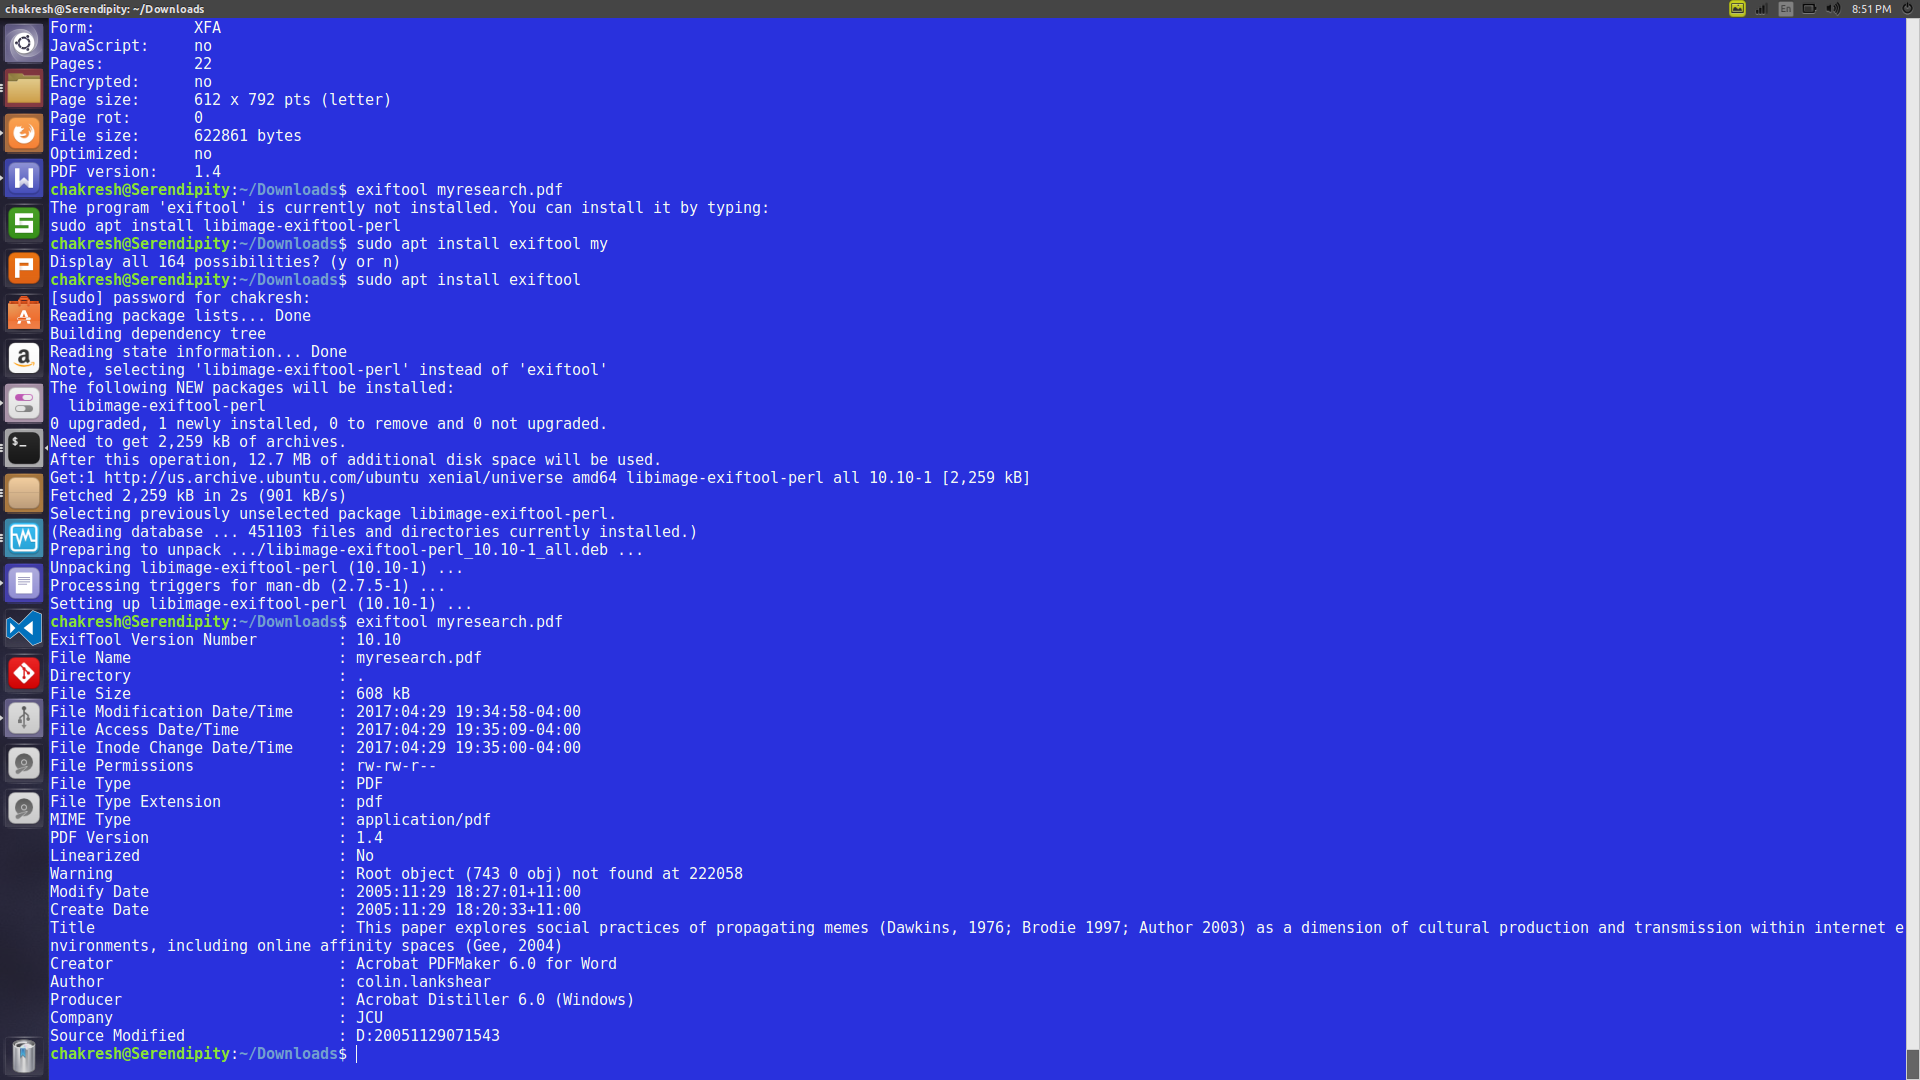 chakresh@Serendipity: ~/Downloads
En
8:51 PM
Form:           XFA
JavaScript:     no
Pages:          22
Encrypted:      no
Page size:      612 x 792 pts (letter)
Page rot:       0
File size:      622861 bytes
Optimized:      no
PDF version:    1.4
chakresh@Serendipity:~/Downloads$ exiftool myresearch.pdf
The program 'exiftool' is currently not installed. You can install it by typing:
sudo apt install libimage-exiftool-perl
chakresh@Serendipity:~/Downloads$ sudo apt install exiftool my
Display all 164 possibilities? (y or n)
chakresh@Serendipity:~/Downloads$ sudo apt install exiftool
[sudo] password for chakresh:
Reading package lists... Done
Building dependency tree
Reading state information... Done
Note, selecting 'libimage-exiftool-perl' instead of 'exiftool'
The following NEW packages will be installed:
  libimage-exiftool-perl
0 upgraded, 1 newly installed, 0 to remove and 0 not upgraded.
Need to get 2,259 kB of archives.
After this operation, 12.7 MB of additional disk space will be used.
Get:1 http://us.archive.ubuntu.com/ubuntu xenial/universe amd64 libimage-exiftool-perl all 10.10-1 [2,259 kB]
Fetched 2,259 kB in 2s (901 kB/s)
Selecting previously unselected package libimage-exiftool-perl.
(Reading database ... 451103 files and directories currently installed.)
Preparing to unpack .../libimage-exiftool-perl_10.10-1_all.deb ...
Unpacking libimage-exiftool-perl (10.10-1) ...
Processing triggers for man-db (2.7.5-1) ...
Setting up libimage-exiftool-perl (10.10-1) ...
chakresh@Serendipity:~/Downloads$ exiftool myresearch.pdf
ExifTool Version Number         : 10.10
File Name                       : myresearch.pdf
Directory                       : .
File Size                       : 608 kB
File Modification Date/Time     : 2017:04:29 19:34:58-04:00
File Access Date/Time           : 2017:04:29 19:35:09-04:00
File Inode Change Date/Time     : 2017:04:29 19:35:00-04:00
File Permissions                : rw-rw-r--
File Type                       : PDF
File Type Extension             : pdf
MIME Type                       : application/pdf
PDF Version                     : 1.4
Linearized                      : No
Warning                         : Root object (743 0 obj) not found at 222058
Modify Date                     : 2005:11:29 18:27:01+11:00
Create Date                     : 2005:11:29 18:20:33+11:00
Title                           : This paper explores social practices of propagating memes (Dawkins, 1976; Brodie 1997; Author 2003) as a dimension of cultural production and transmission within internet e
nvironments, including online affinity spaces (Gee, 2004)
Creator                         : Acrobat PDFMaker 6.0 for Word
Author                          : colin.lankshear
Producer                        : Acrobat Distiller 6.0 (Windows)
Company                         : JCU
Source Modified                 : D:20051129071543
chakresh@Serendipity:~/Downloads$